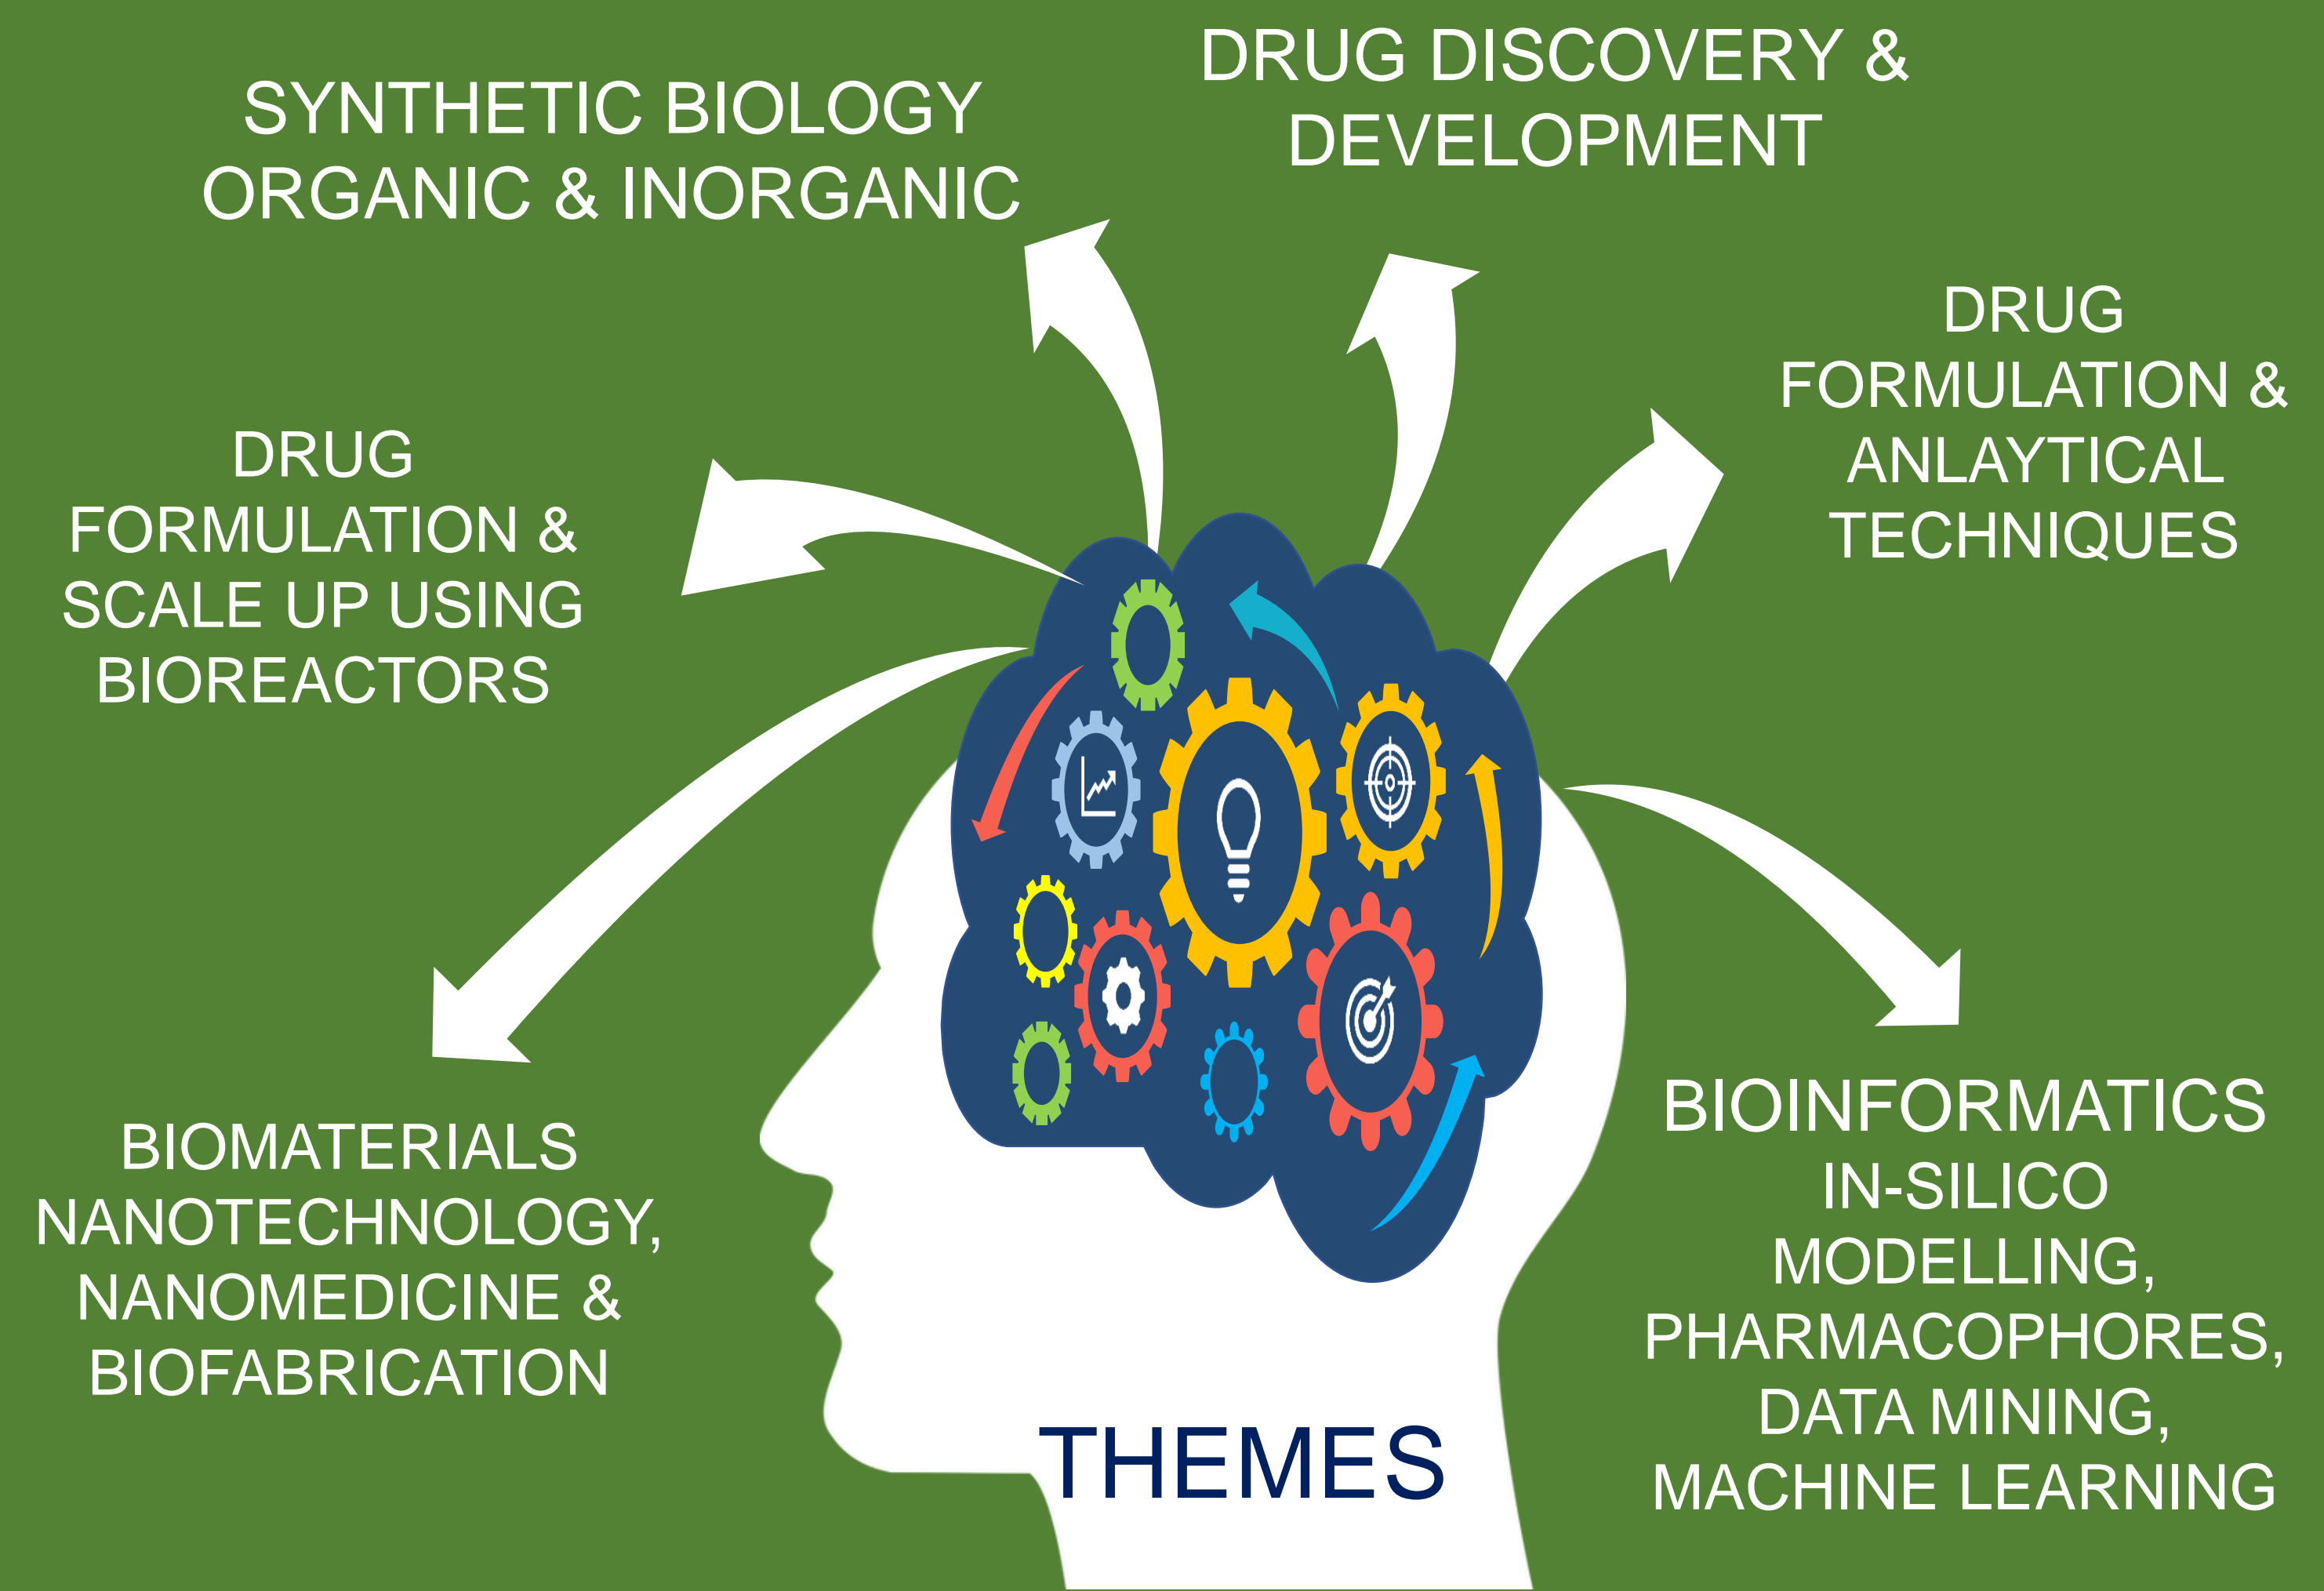 SYNTHETIC BIOLOGY
ORGANIC & INORGANIC
DRUG DISCOVERY &
DEVELOPMENT
DRUG
FORMULATION &
ANLAYTICAL
TECHNIQUES
DRUG
FORMULATION &
SCALE UP USING
BIOREACTORS
BIOMATERIALS
NANOTECHNOLOGY,
NANOMEDICINE &
BIOFABRICATION
BIOINFORMATICS
IN-SILICO
MODELLING,
PHARMACOPHORES,
DATA MINING,
MACHINE LEARNING
THEMES